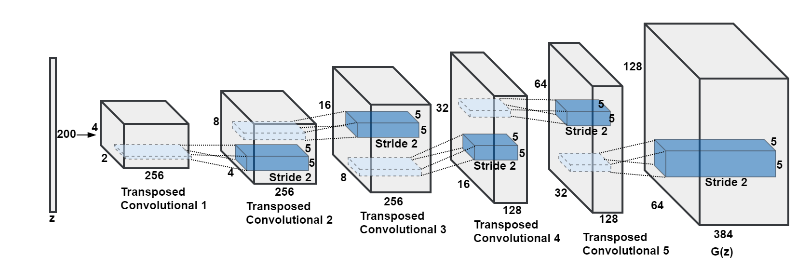 200
z
4
2
256
Transposed
Convolutional 1
8
4
5
5
Stride 2
256
Transposed
Convolutional 2
16
8
5
5
Stride 2
256
Transposed
Convolutional 3
32
16
5
5
Stride 2
128
Transposed
Convolutional 4
64
32
5
5
Stride 2
128
Transposed
Convolutional 5
128
64
5
5
Stride 2
384
G(z)